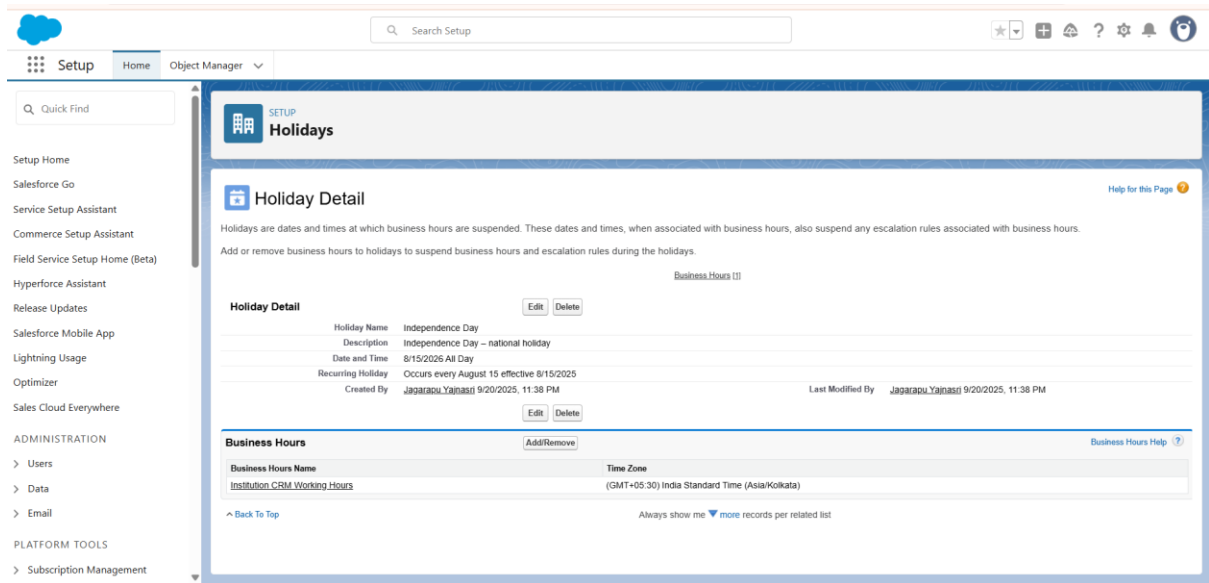 Search Setup
Setup Home Object Manager
Quick Find
Setup Home
Salesforce Go
Service Setup Assistant
Commerce Setup Assistant
Field Service Setup Home (Beta)
Hyperforce Assistant
Release Updates
Salesforce Mobile App
Lightning Usage
Optimizer
Sales Cloud Everywhere
ADMINISTRATION
Users
Data
Email
PLATFORM TOOLS
Subscription Management
SETUP
Holidays
Holiday Detail
Help for this Page ?
Holidays are dates and times at which business hours are suspended. These dates and times, when associated with business hours, also suspend any escalation rules associated with business hours.
Add or remove business hours to holidays to suspend business hours and escalation rules during the holidays.
Business Hours [1]
Holiday Detail Edit Delete
Holiday Name Independence Day
Description Independence Day – national holiday
Date and Time 8/15/2026 All Day
Recurring Holiday Occurs every August 15 effective 8/15/2025
Created By Jagarapu Yajnasri 9/20/2025, 11:38 PM Last Modified By Jagarapu Yajnasri 9/20/2025, 11:38 PM
Edit Delete
Business Hours Add/Remove Business Hours Help ?
Business Hours Name Time Zone
Institution CRM Working Hours (GMT+05:30) India Standard Time (Asia/Kolkata)
Back To Top Always show me more records per related list